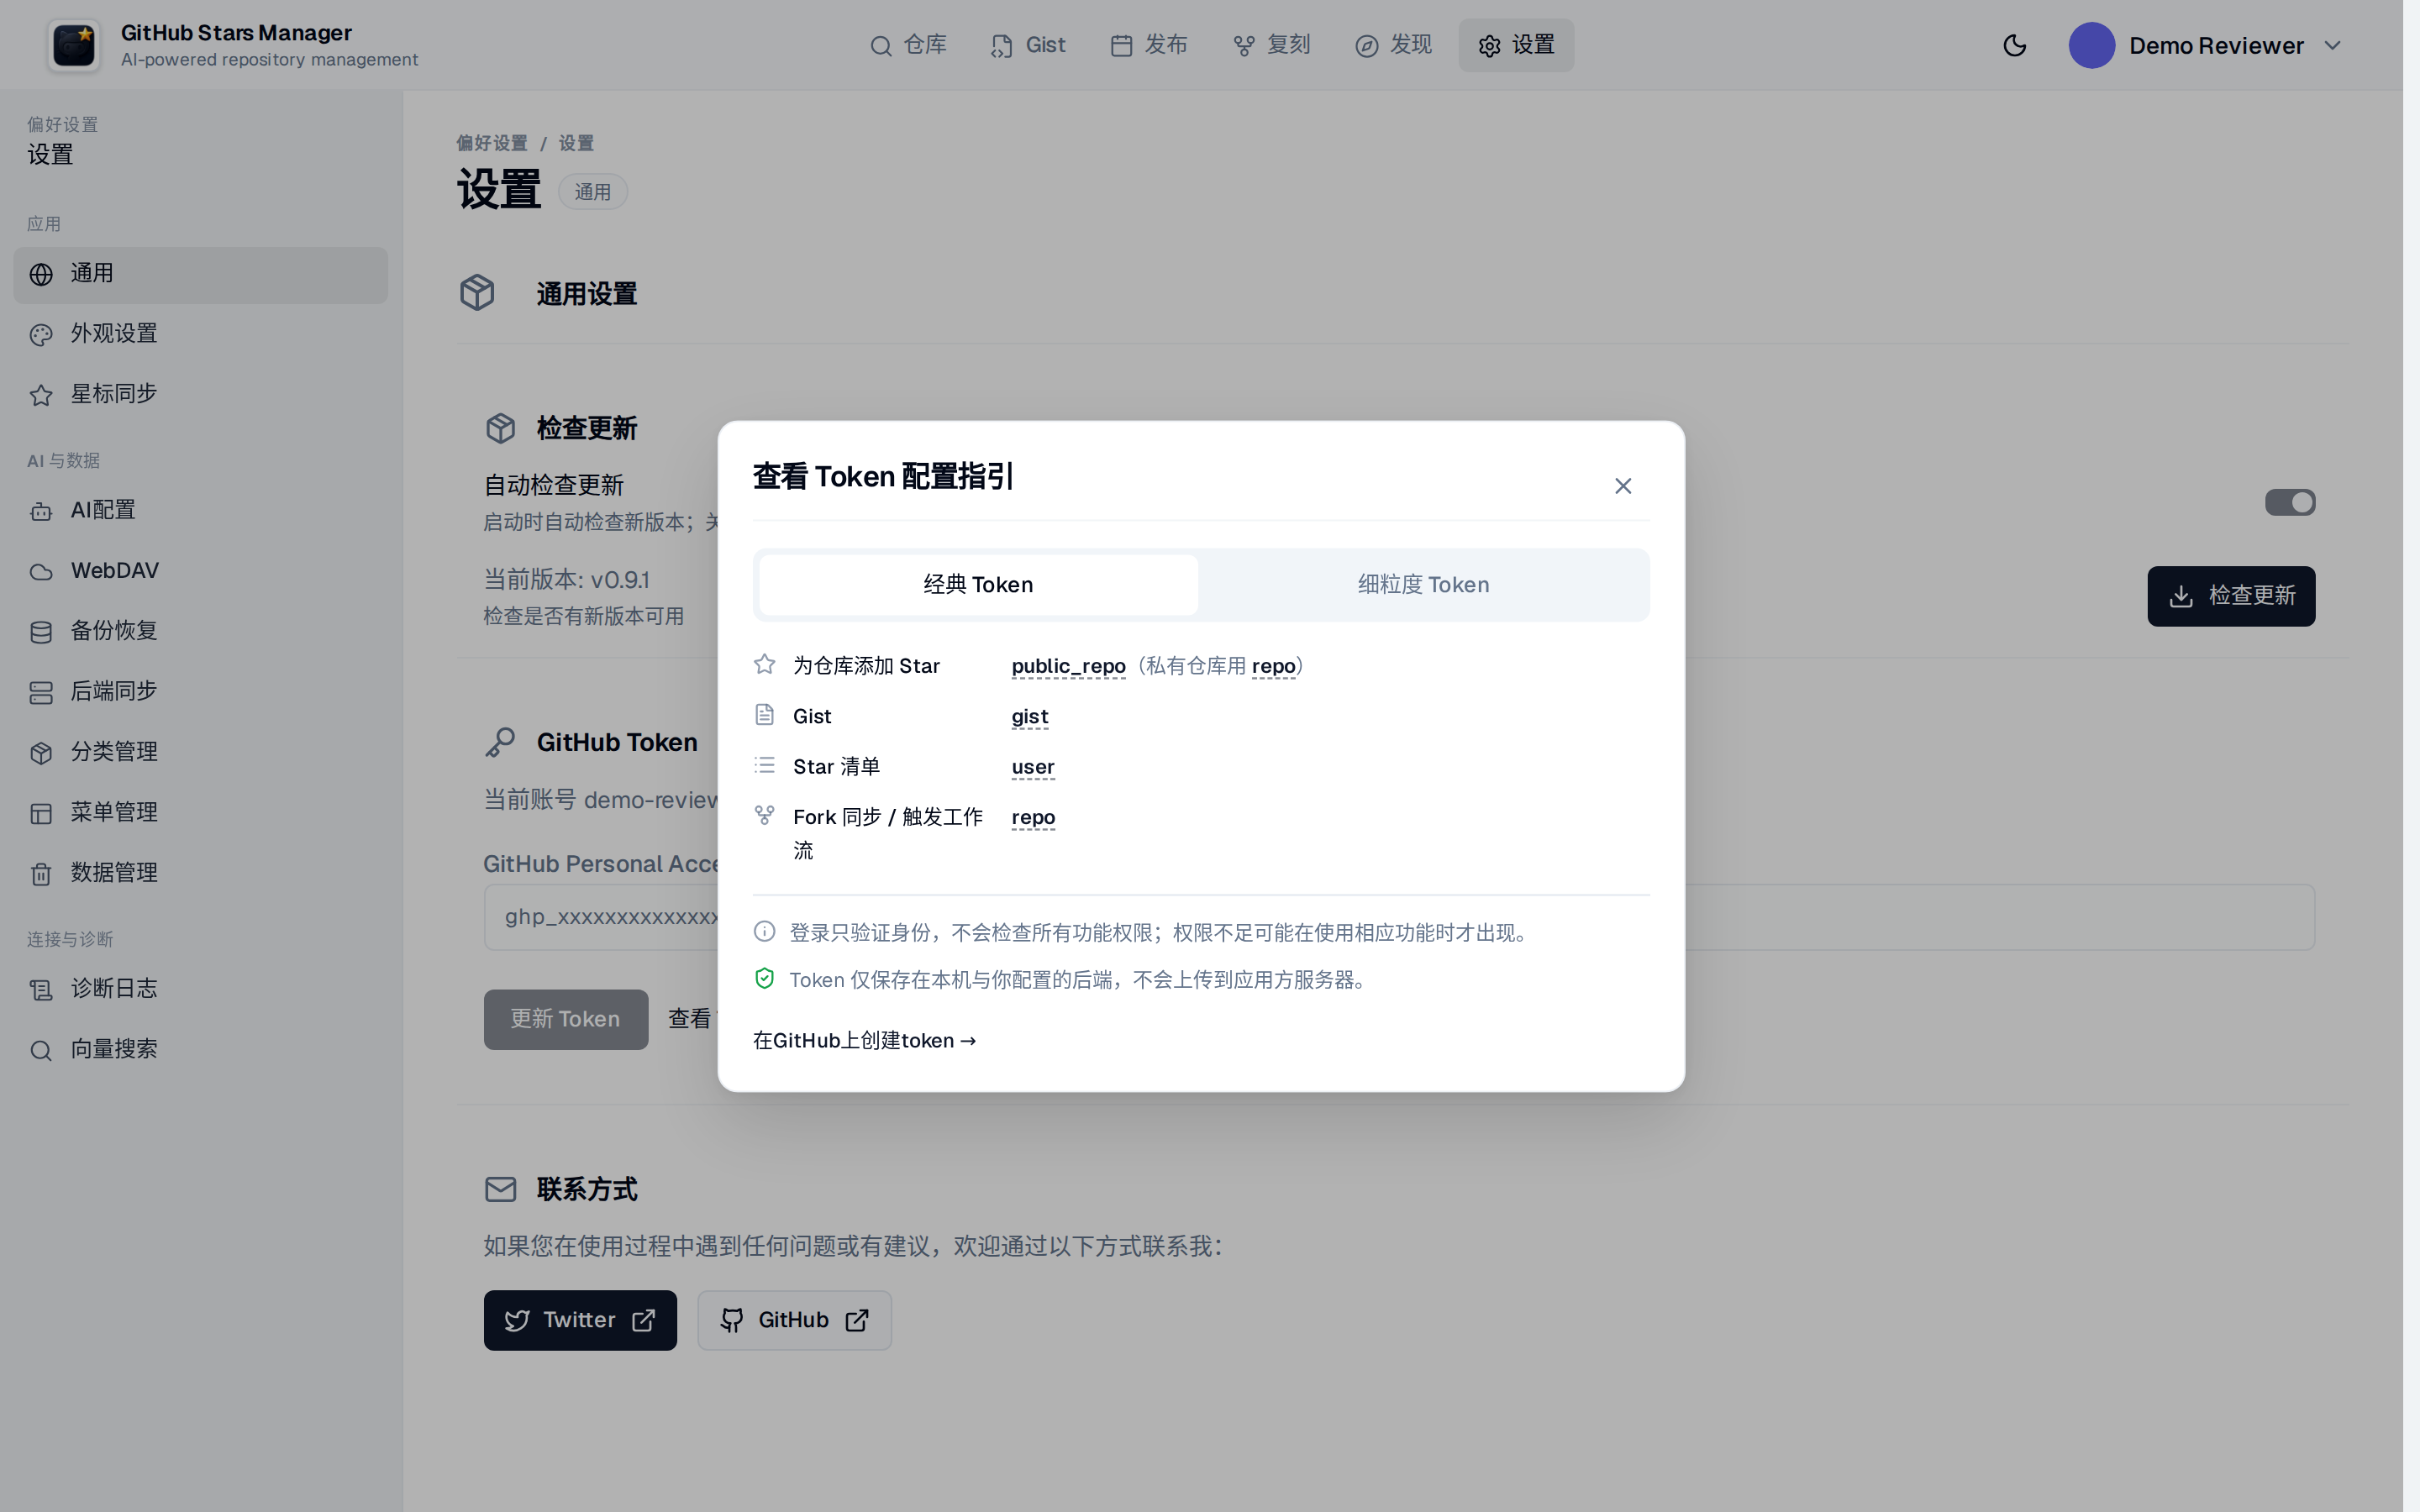 GitHub Stars Manager
AI-powered repository management
仓库
Gist
发布
复刻
发现
设置
Demo Reviewer
偏好设置
设置
应用
通用
外观设置
星标同步
AI 与数据
AI配置
WebDAV
备份恢复
后端同步
分类管理
菜单管理
数据管理
连接与诊断
诊断日志
向量搜索
偏好设置 / 设置
设置
通用
通用设置
检查更新
自动检查更新
启动时自动检查新版本；关
当前版本: v0.9.1
检查是否有新版本可用
检查更新
GitHub Token
当前账号 demo-review
GitHub Personal Acce
ghp_xxxxxxxxxxxxxx
更新 Token
查看
查看 Token 配置指引
经典 Token
细粒度 Token
为仓库添加 Star
public_repo（私有仓库用 repo）
Gist
gist
Star 清单
user
Fork 同步 / 触发工作
流
repo
登录只验证身份，不会检查所有功能权限；权限不足可能在使用相应功能时才出现。
Token 仅保存在本机与你配置的后端，不会上传到应用方服务器。
在GitHub上创建token →
联系方式
如果您在使用过程中遇到任何问题或有建议，欢迎通过以下方式联系我：
Twitter
GitHub